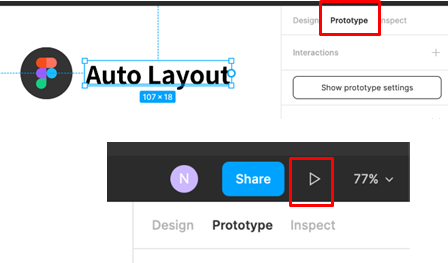 Design Prototype Inspect
Interactions
Show prototype settings
Auto Layout
107 × 18
N Share 77%
Design Prototype Inspect